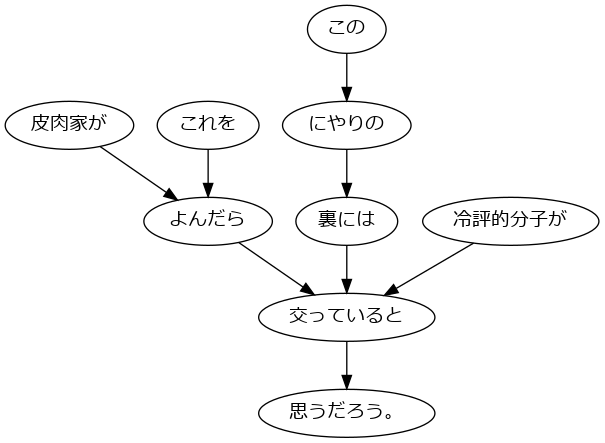 この
皮肉家が
これを
にやりの
よんだら
裏には
冷評的分子が
交っていると
思うだろう。